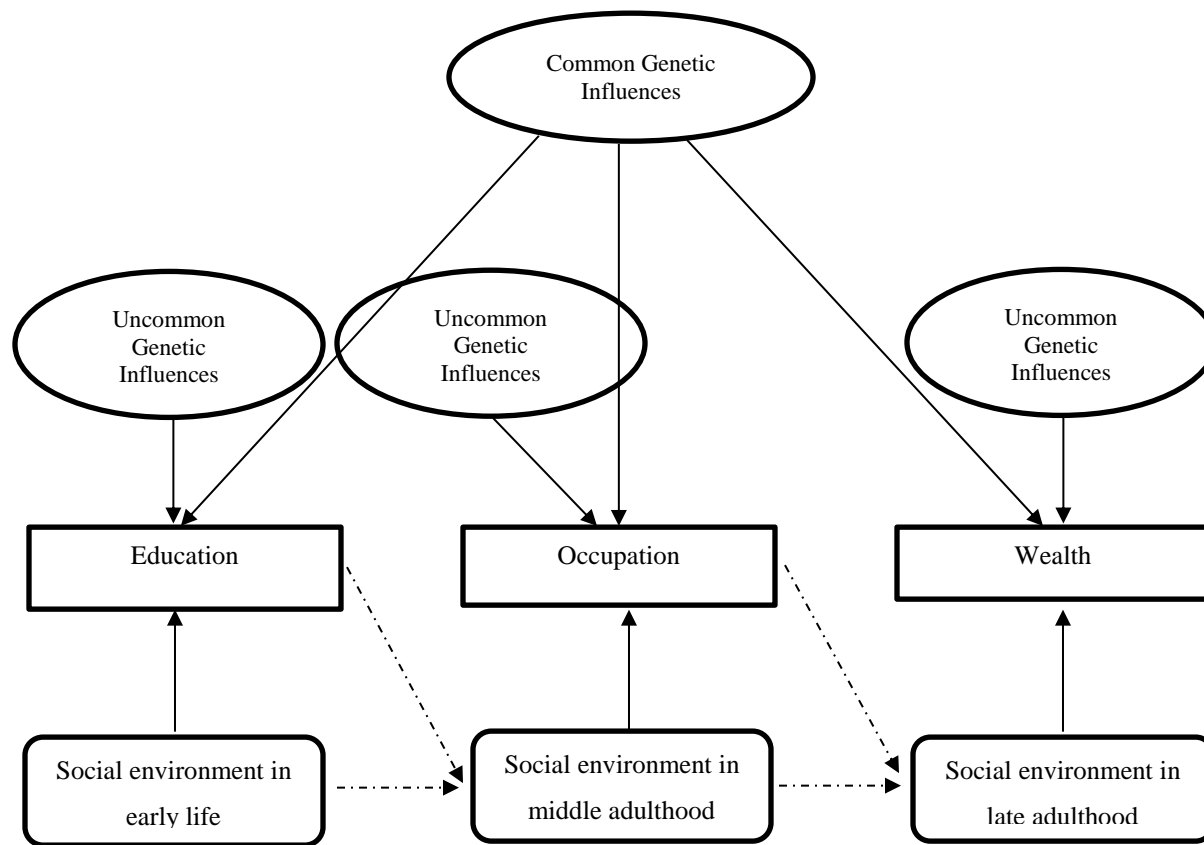 Common Genetic
Influences
Uncommon
Genetic
Influences
Uncommon
Genetic
Influences
Uncommon
Genetic
Influences
Education
Occupation
Wealth
Social environment in
early life
Social environment in
middle adulthood
Social environment in
late adulthood